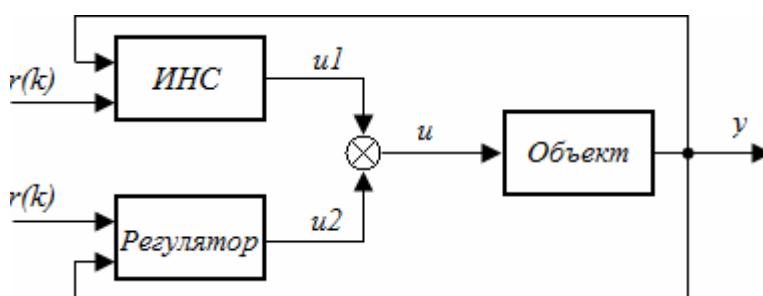 r(k)
ИНС
u1
u
Объект
y
r(k)
Регулятор
u2